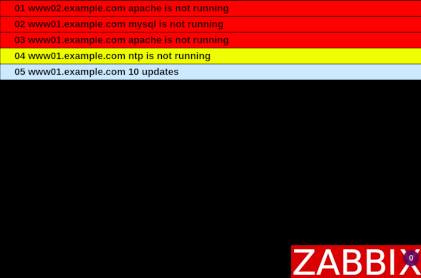 01 www02.example.com apache is not running
02 www01.example.com mysql is not running
03 www01.example.com apache is not running
04 www01.example.com ntp is not running
05 www01.example.com 10 updates
ZABBIX
0